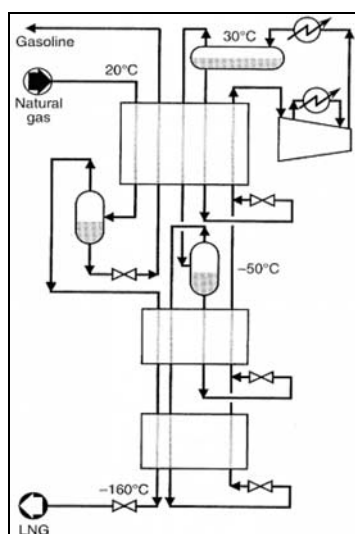 Gasoline
30°C
20°C
Natural
gas
–50°C
–160°C
LNG